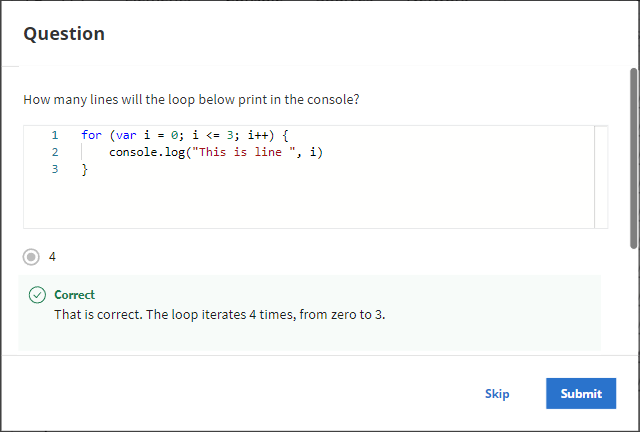 Question
How many lines will the loop below print in the console?
1 for (var i = 0; i <= 3; i++) {
2 console.log("This is line ", i)
3 }
4
Correct
That is correct. The loop iterates 4 times, from zero to 3.
Skip Submit